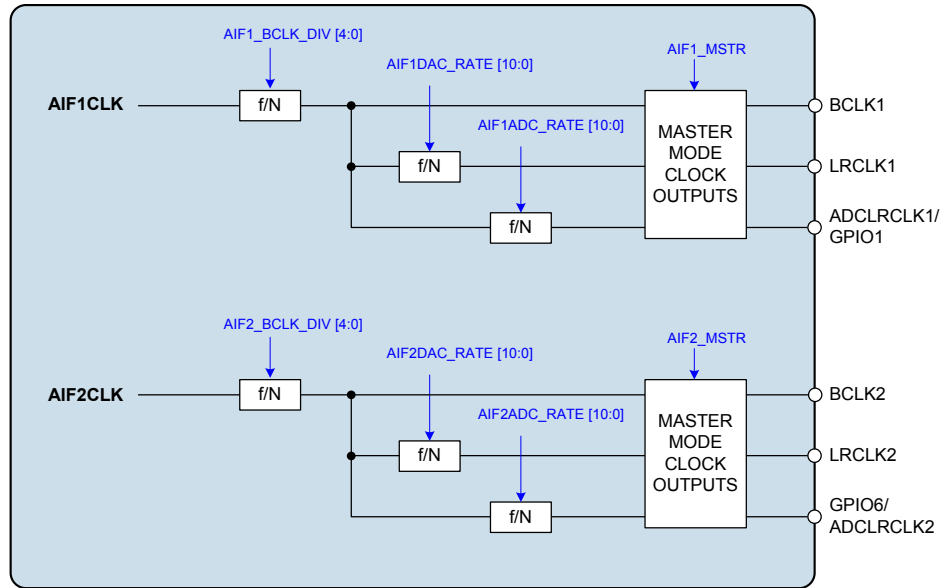 AIF1_BCLK_DIV [4:0]
AIF1DAC_RATE [10:0]
AIF1_MSTR
AIF1CLK
f/N
AIF1ADC_RATE [10:0]
f/N
f/N
MASTER
MODE
CLOCK
OUTPUTS
BCLK1
LRCLK1
ADCLRCLK1/
GPIO1
AIF2_BCLK_DIV [4:0]
AIF2DAC_RATE [10:0]
AIF2_MSTR
AIF2CLK
f/N
AIF2ADC_RATE [10:0]
f/N
f/N
MASTER
MODE
CLOCK
OUTPUTS
BCLK2
LRCLK2
GPIO6/
ADCLRCLK2